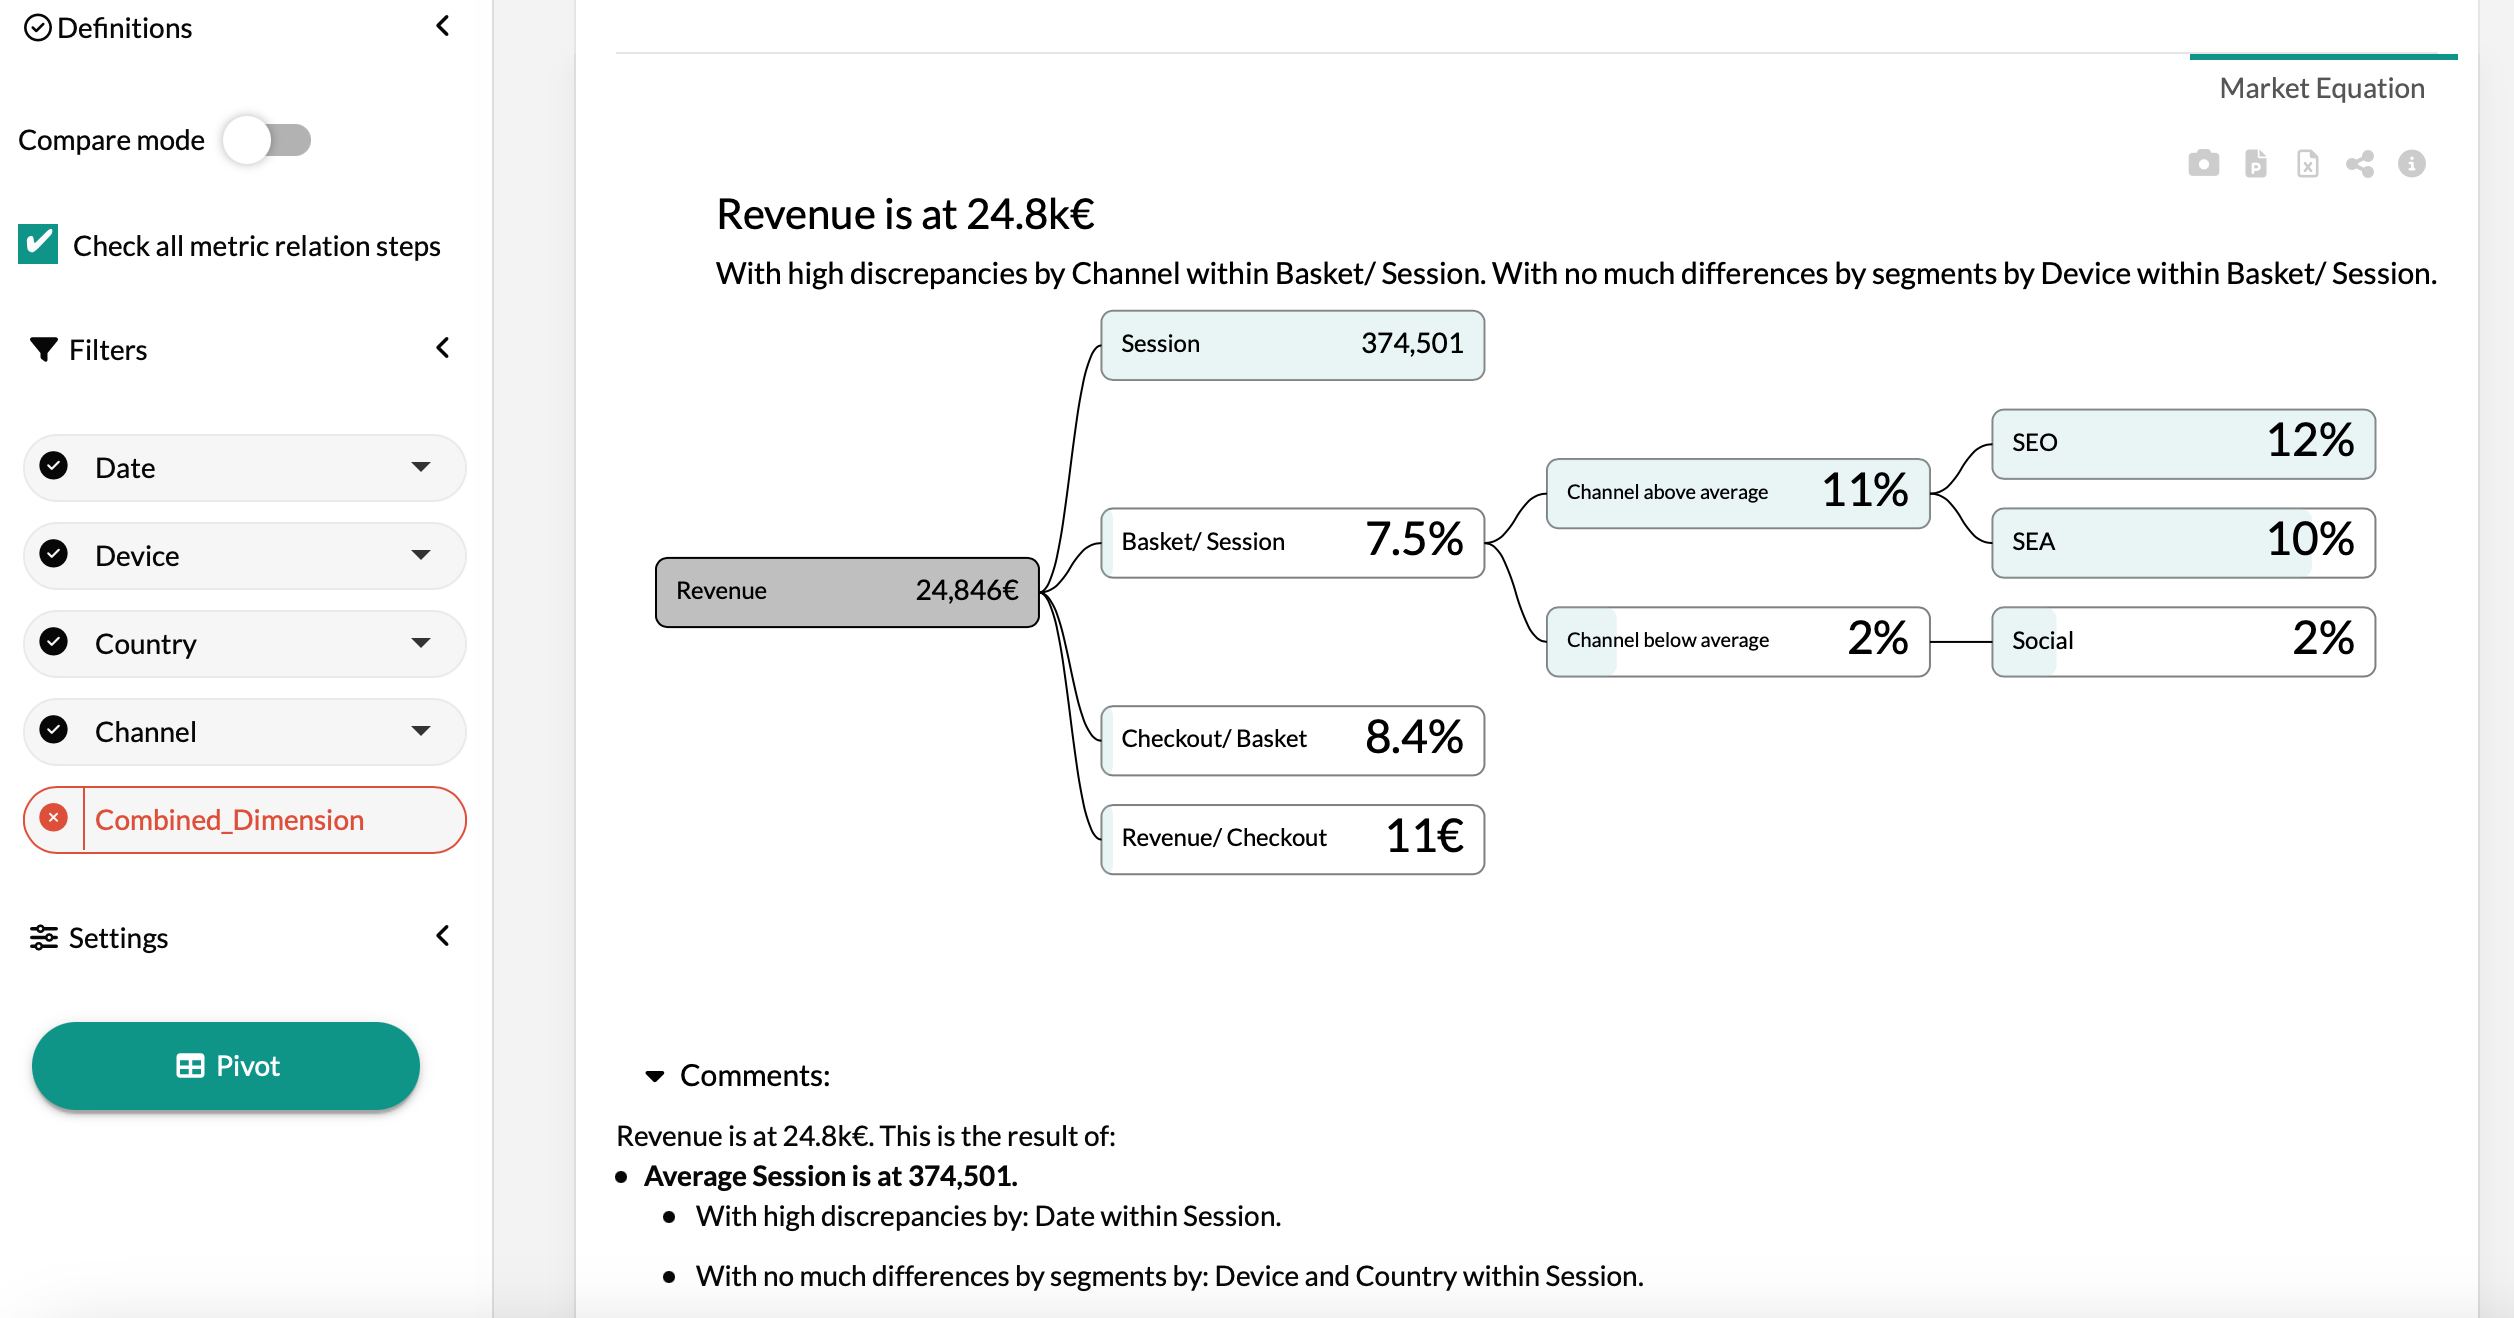 Definitions
Compare mode
Check all metric relation steps
Filters
Date
Device
Country
Channel
Combined_Dimension
Settings
Pivot
Market Equation
Revenue is at 24.8k€
With high discrepancies by Channel within Basket/ Session. With no much differences by segments by Device within Basket/ Session.
Revenue 24,846€
Session 374,501
Basket/ Session 7.5%
Channel above average 11%
SEO 12%
SEA 10%
Channel below average 2%
Social 2%
Checkout/ Basket 8.4%
Revenue/ Checkout 11€
Comments:
Revenue is at 24.8k€. This is the result of:
Average Session is at 374,501.
With high discrepancies by: Date within Session.
With no much differences by segments by: Device and Country within Session.